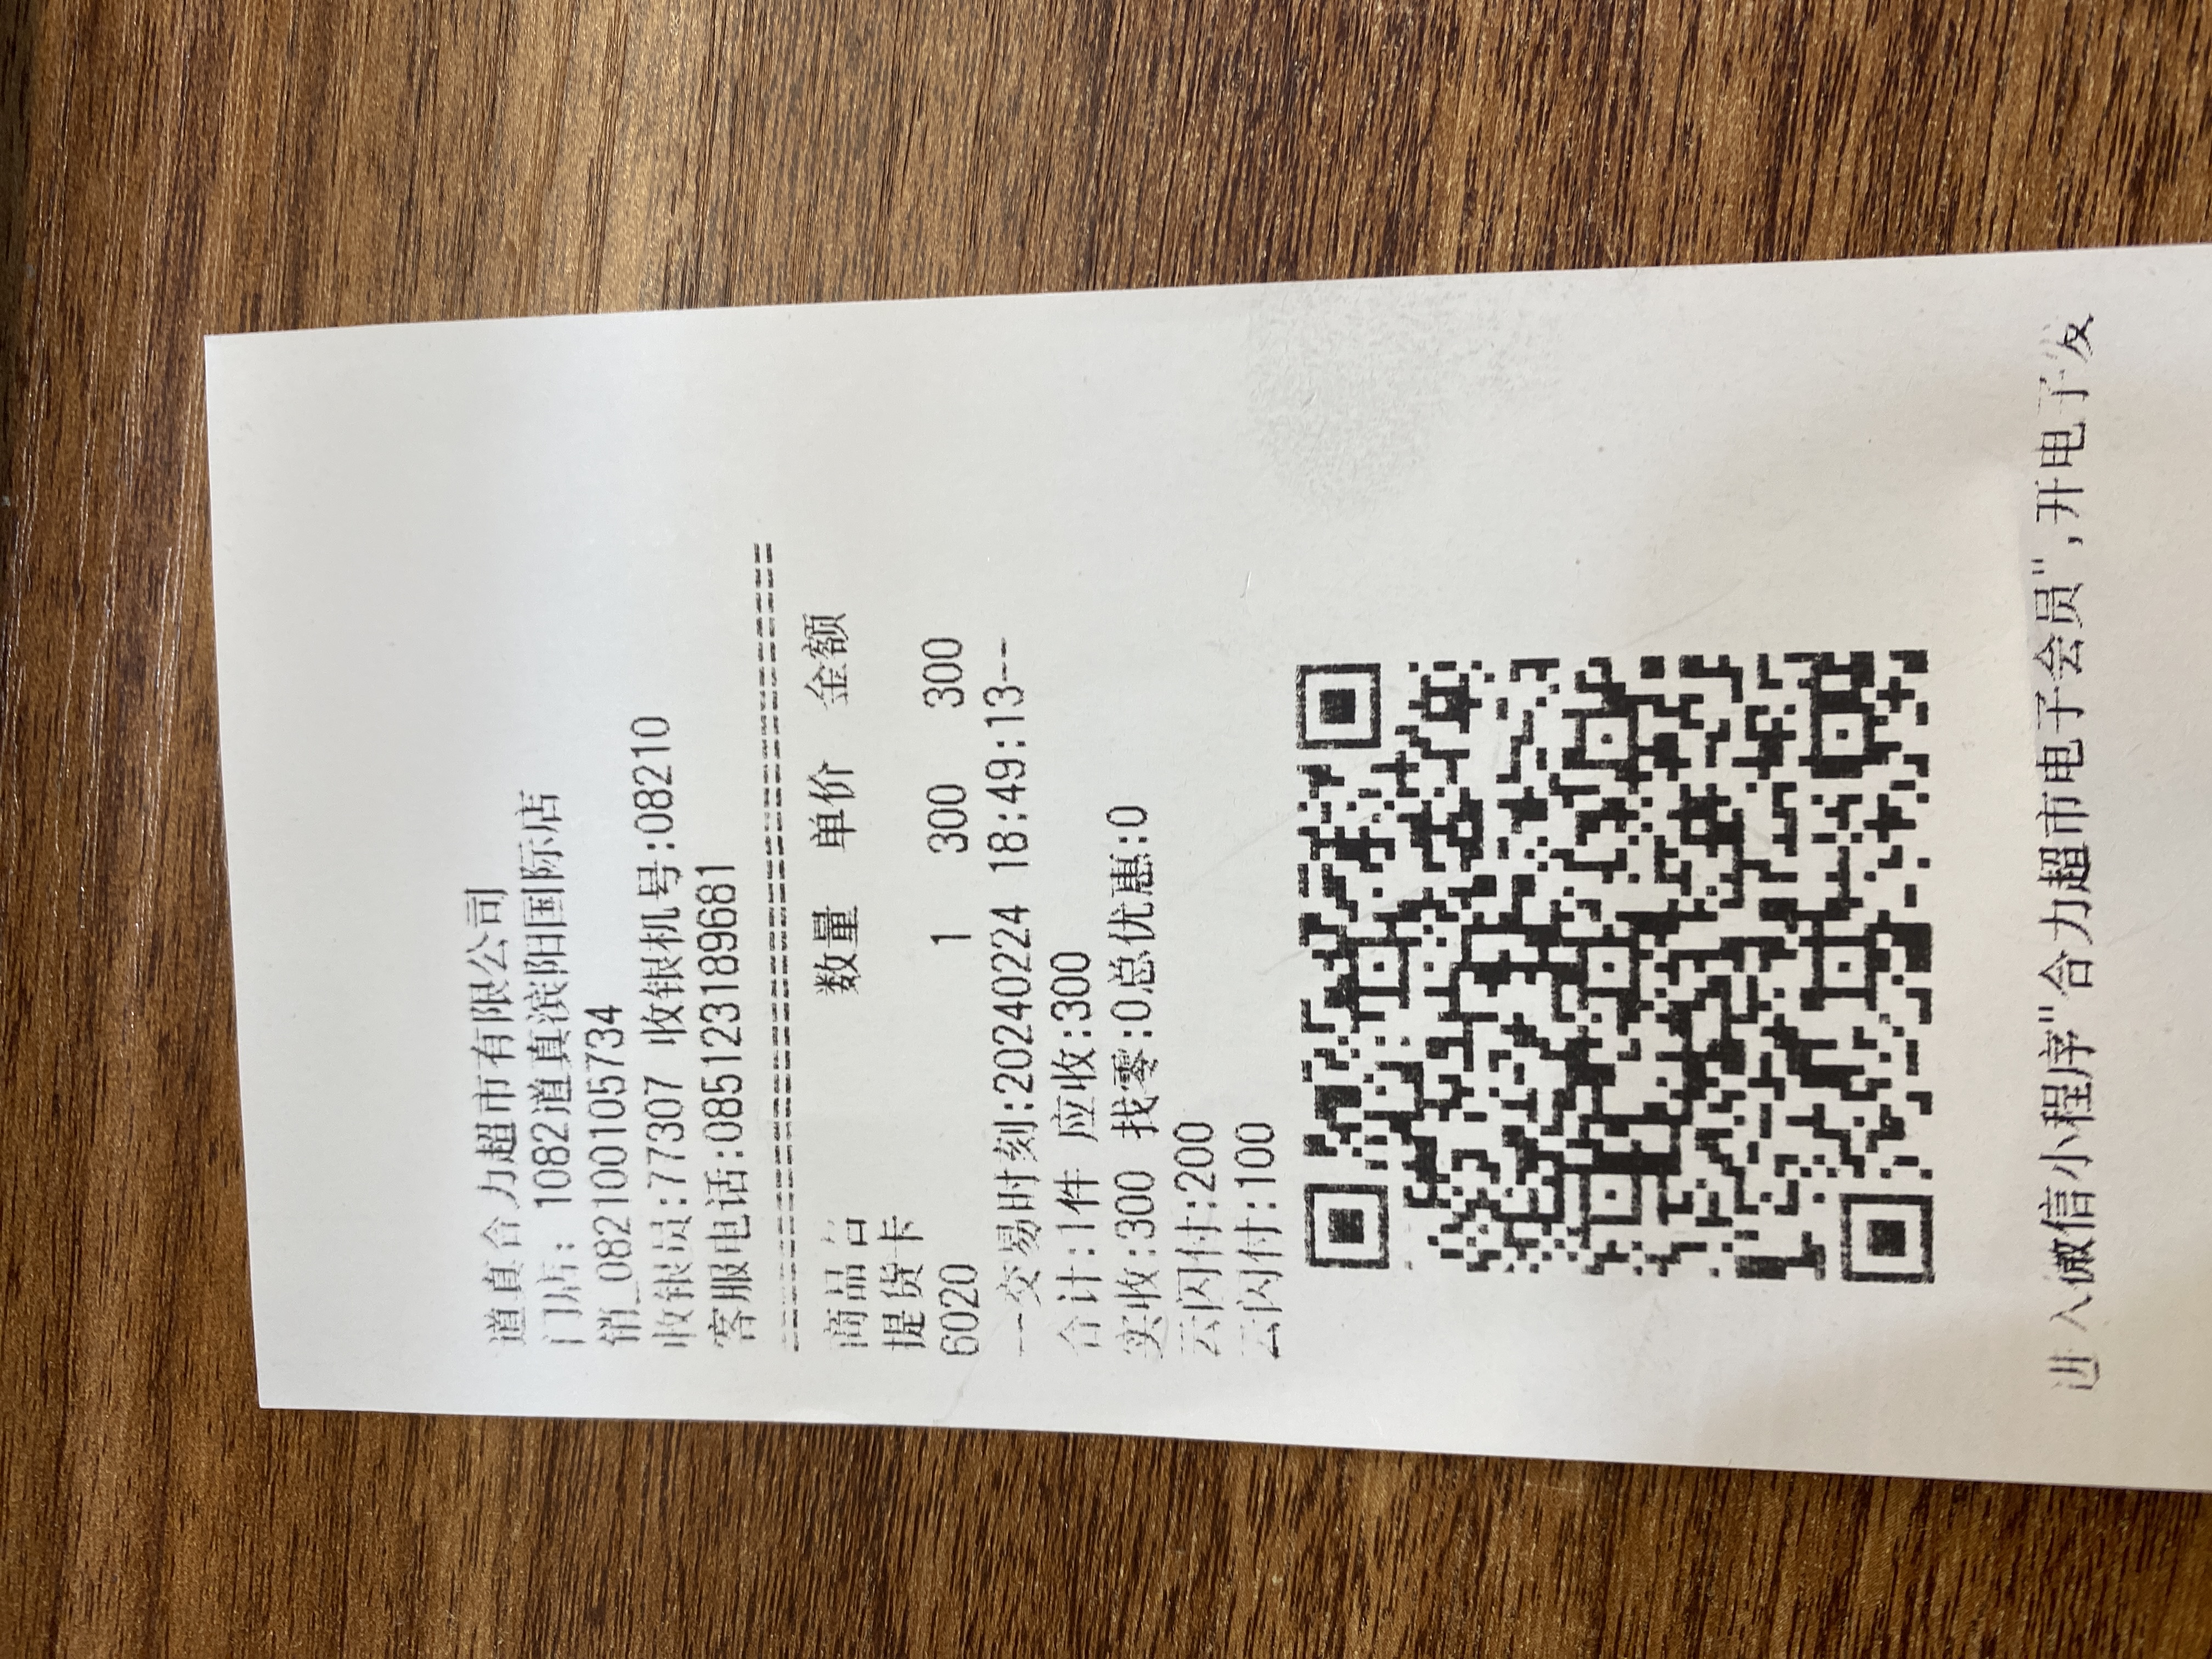 道真合力超市有限公司
门店: 1082道真滨阳国际店
销_082100105734
收银员:77307 收银机号:08210
客服电话:085123189681
================================
商品名 数量 单价 金额
提货卡
6020 1 300 300
--交易时刻:20240224 18:49:13--
合计:1件 应收:300
实收:300 找零:0总优惠:0
云闪付:200
云闪付:100
进入微信小程序"合力超市电子会员",开电子发